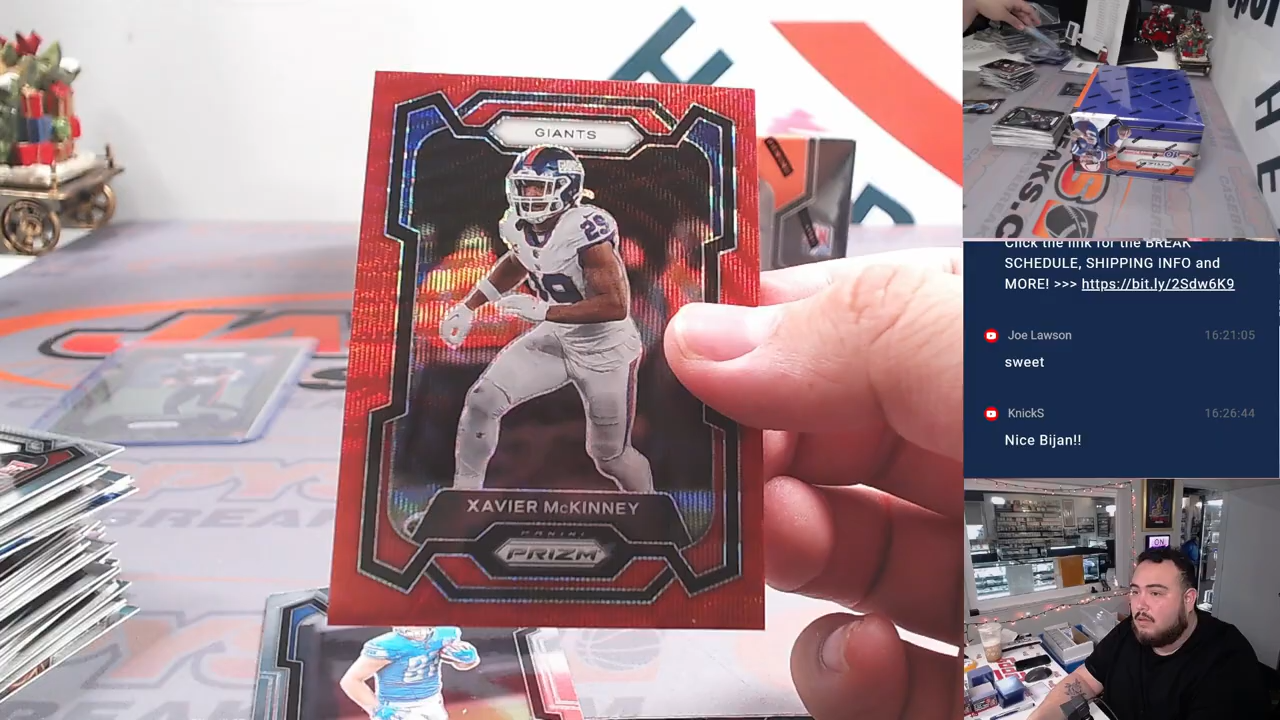 GIANTS
29
XAVIER McKINNEY
PANINI
PRIZM
Click the link for the BREAK
SCHEDULE, SHIPPING INFO and
MORE! >>> https://bit.ly/2Sdw6K9
Joe Lawson 16:21:05
sweet
KnickS 16:26:44
Nice Bijan!!
ON